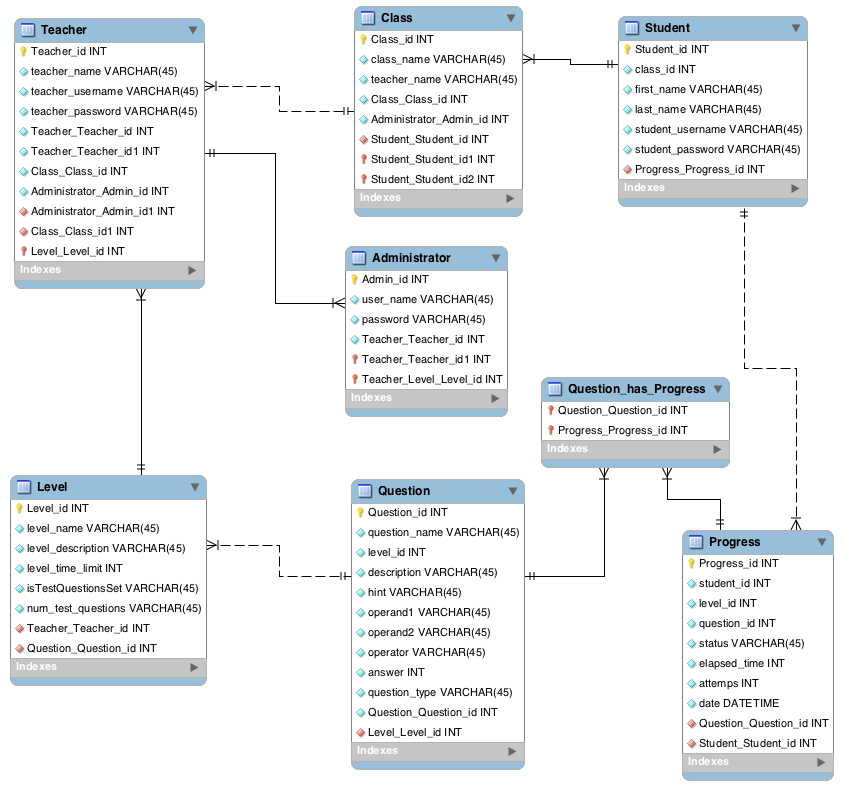 Teacher
Teacher_id INT
teacher_name VARCHAR(45)
teacher_username VARCHAR(45)
teacher_password VARCHAR(45)
Teacher_Teacher_id INT
Teacher_Teacher_id1 INT
Class_Class_id INT
Administrator_Admin_id INT
Administrator_Admin_id1 INT
Class_Class_id1 INT
Level_Level_id INT
Indexes
Class
Class_id INT
class_name VARCHAR(45)
teacher_name VARCHAR(45)
Class_Class_id INT
Administrator_Admin_id INT
Student_Student_id INT
Student_Student_id1 INT
Student_Student_id2 INT
Indexes
Student
Student_id INT
class_id INT
first_name VARCHAR(45)
last_name VARCHAR(45)
student_username VARCHAR(45)
student_password VARCHAR(45)
Progress_Progress_id INT
Indexes
Administrator
Admin_id INT
user_name VARCHAR(45)
password VARCHAR(45)
Teacher_Teacher_id INT
Teacher_Teacher_id1 INT
Teacher_Level_Level_id INT
Indexes
Question_has_Progress
Question_Question_id INT
Progress_Progress_id INT
Indexes
Level
Level_id INT
level_name VARCHAR(45)
level_description VARCHAR(45)
level_time_limit INT
isTestQuestionsSet VARCHAR(45)
num_test_questions VARCHAR(45)
Teacher_Teacher_id INT
Question_Question_id INT
Indexes
Question
Question_id INT
question_name VARCHAR(45)
level_id INT
description VARCHAR(45)
hint VARCHAR(45)
operand1 VARCHAR(45)
operand2 VARCHAR(45)
operator VARCHAR(45)
answer INT
question_type VARCHAR(45)
Question_Question_id INT
Level_Level_id INT
Indexes
Progress
Progress_id INT
student_id INT
level_id INT
question_id INT
status VARCHAR(45)
elapsed_time INT
attemps INT
date DATETIME
Question_Question_id INT
Student_Student_id INT
Indexes